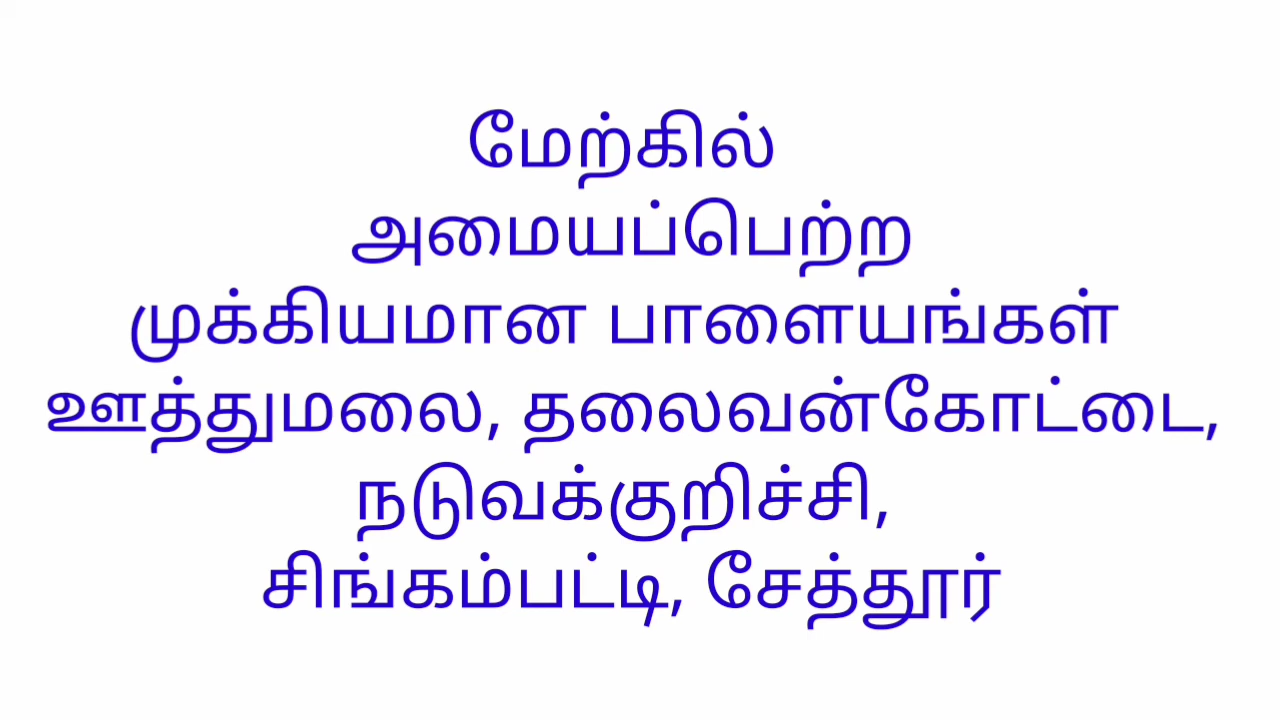 மேற்கில்
அமையப்பெற்ற
முக்கியமான பாளையங்கள்
ஊத்துமலை, தலைவன்கோட்டை,
நடுவக்குறிச்சி,
சிங்கம்பட்டி, சேத்தூர்